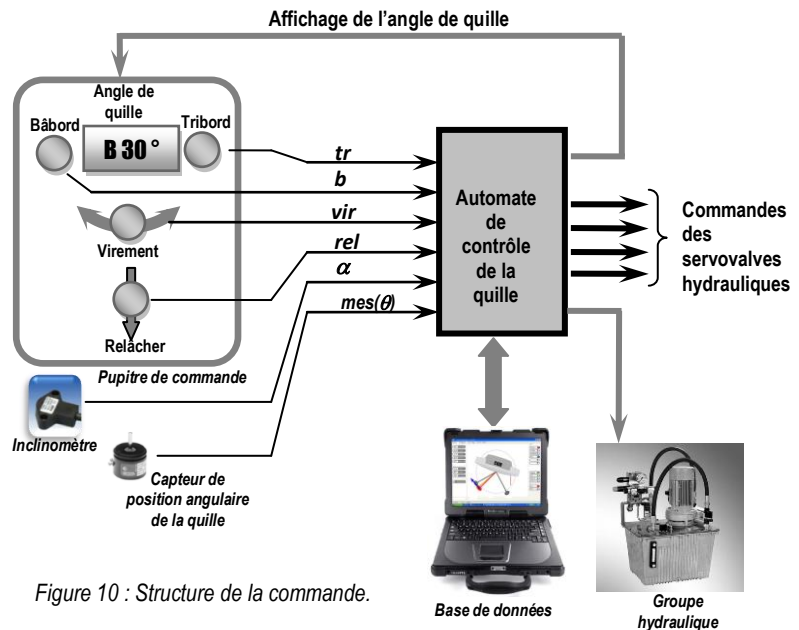 Affichage de l'angle de quille
Angle de
quille
Bâbord
Tribord
B 30 °
Virement
Relâcher
Pupitre de commande
Inclinomètre
Capteur de
position angulaire
de la quille
tr
b
vir
rel
α
mes(θ)
Automate
de
contrôle
de la
quille
Commandes
des
servovalves
hydrauliques
Base de données
Groupe
hydraulique
Figure 10 : Structure de la commande.